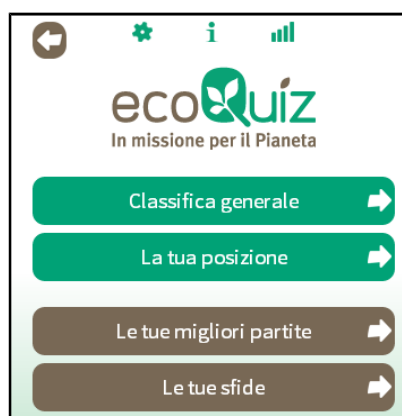 ecoQuiz
In missione per il Pianeta
Classifica generale
La tua posizione
Le tue migliori partite
Le tue sfide